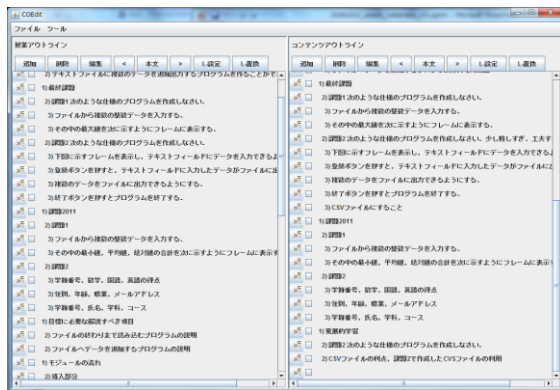 COEdit
ファイル ツール
授業アウトライン
追加 削除 編集 < 本文 > L-設定 L-置換
2)テキストファイルに複数のデータを追加出力するプログラムを作ることができ
1)最終課題
2)課題1次のような仕様のプログラムを作成しなさい。
3)ファイルから複数の整数データを入力する。
3)その中の最大値を次に示すようにフレームに表示する。
2)課題2次のような仕様のプログラムを作成しなさい。
3)下図に示すフレームを表示し、テキストフィールドにデータを入力できるよ
3)登録ボタンを押すと、テキストフィールドに入力したデータがファイルに出
3)複数のデータをファイルに出力できるようにする。
3)終了ボタンを押すとプログラムを終了する。
1)課題2011
2)課題1
3)ファイルから複数の整数データを入力する。
3)その中の最小値、平均値、絶対値の合計を次に示すようにフレームに表示す
2)課題2
3)学籍番号、数学、国語、英語の得点
3)性別、年齢、職業、メールアドレス
3)学籍番号、氏名、学科、コース
1)目標に必要な解決すべき項目
2)ファイルの終わりまで読み込むプログラムの説明
2)ファイルへデータを追加するプログラムの説明
1)モジュールの流れ
2)導入部分
コンテンツアウトライン
追加 削除 編集 < 本文 > L-設定 L-置換
1)最終課題
2)課題1次のような仕様のプログラムを作成しなさい。
3)ファイルから複数の整数データを入力する。
3)その中の最大値を次に示すようにフレームに表示する。
2)課題2次のような仕様のプログラムを作成しなさい。少し難しすぎ、工夫す
3)下図に示すフレームを表示し、テキストフィールドにデータを入力できるよ
3)登録ボタンを押すと、テキストフィールドに入力したデータがファイルに出
3)複数のデータをファイルに出力できるようにする。
3)終了ボタンを押すとプログラムを終了する。
3)CSVファイルにすること
1)課題2011
2)課題1
3)ファイルから複数の整数データを入力する。
3)その中の最小値、平均値、絶対値の合計を次に示すようにフレームに表示
2)課題2
3)学籍番号、数学、国語、英語の得点
3)性別、年齢、職業、メールアドレス
3)学籍番号、氏名、学科、コース
1)発展的学習
2)課題2次のような仕様のプログラムを作成しなさい。
2)CSVファイルの利点、課題2で作成したCVSファイルの利用